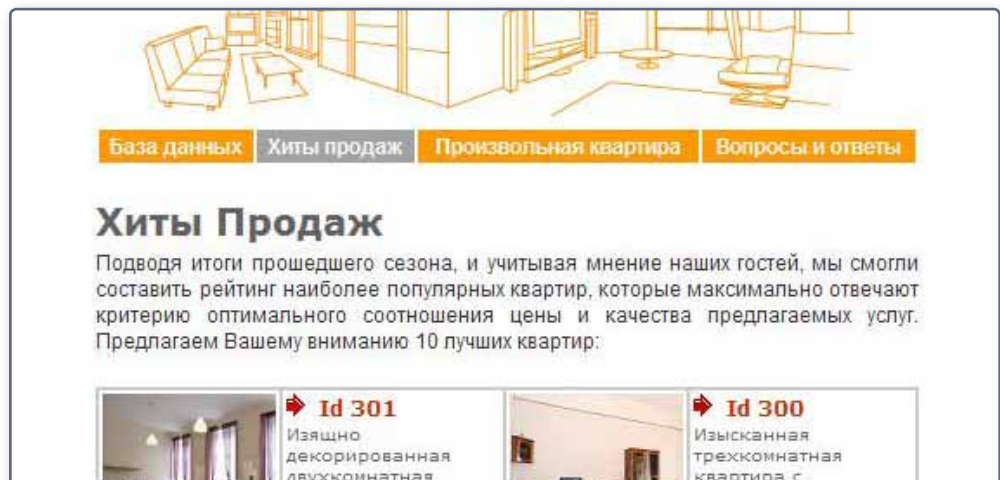 База данных Хиты продаж Произвольная квартира Вопросы и ответы
Хиты Продаж
Подводя итоги прошедшего сезона, и учитывая мнение наших гостей, мы смогли
составить рейтинг наиболее популярных квартир, которые максимально отвечают
критерию оптимального соотношения цены и качества предлагаемых услуг.
Предлагаем Вашему вниманию 10 лучших квартир:
Id 301
Изящно
декорированная
двухкомнатная
Id 300
Изысканная
трехкомнатная
квартира с